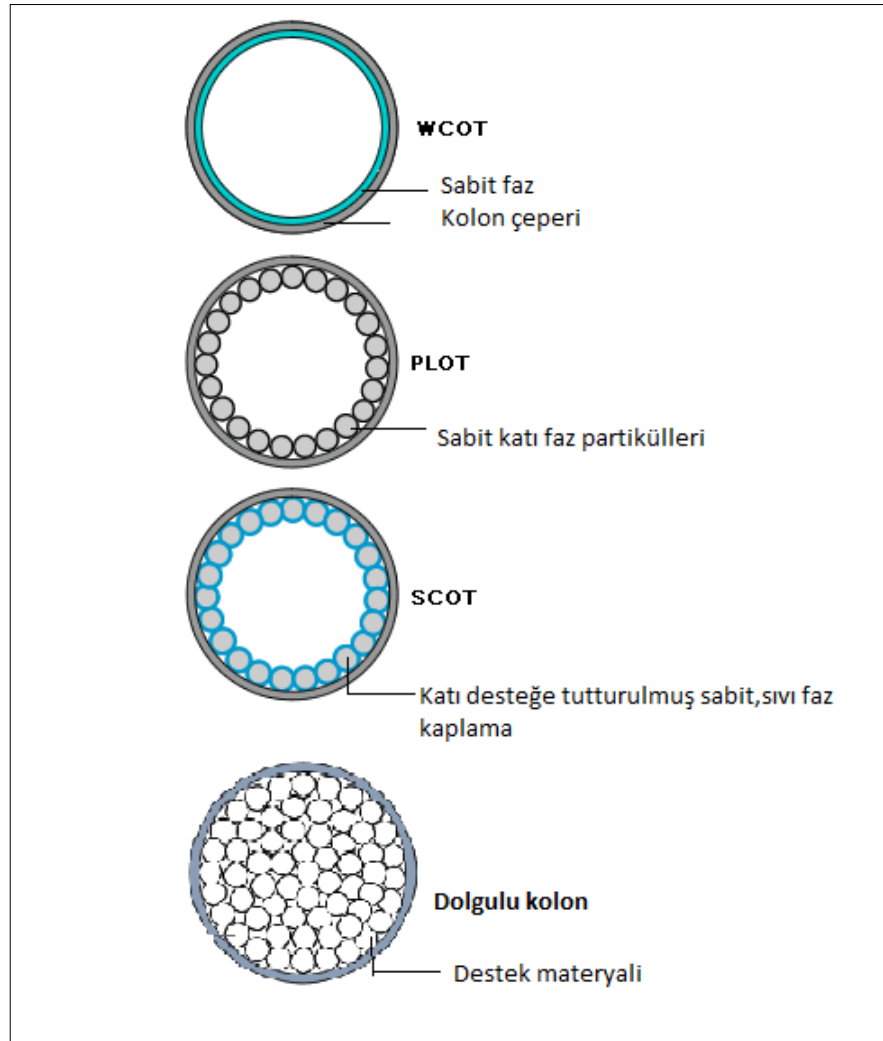 WCOT
Sabit faz
Kolon çeperi
PLOT
Sabit katı faz partikülleri
SCOT
Katı desteğe tutturulmuş sabit,sıvı faz
kaplama
Dolgulu kolon
Destek materyali